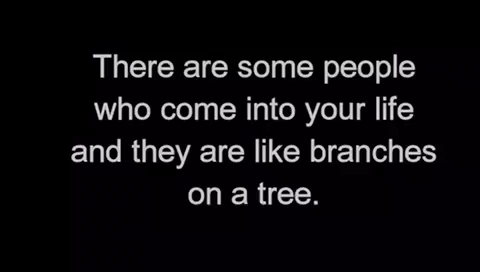 There are some people
who come into your life
and they are like branches
on a tree.